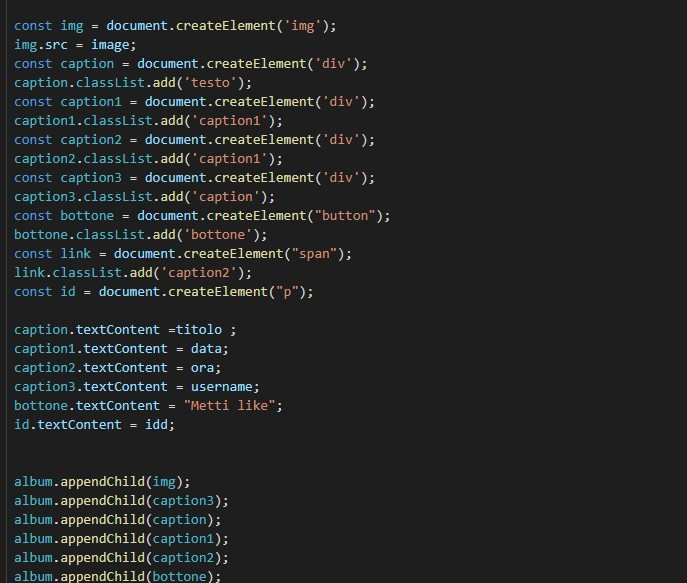 const img = document.createElement('img');
img.src = image;
const caption = document.createElement('div');
caption.classList.add('testo');
const caption1 = document.createElement('div');
caption1.classList.add('caption1');
const caption2 = document.createElement('div');
caption2.classList.add('caption1');
const caption3 = document.createElement('div');
caption3.classList.add('caption');
const bottone = document.createElement("button");
bottone.classList.add('bottone');
const link = document.createElement("span");
link.classList.add('caption2');
const id = document.createElement("p");
caption.textContent =titolo ;
caption1.textContent = data;
caption2.textContent = ora;
caption3.textContent = username;
bottone.textContent = "Metti like";
id.textContent = idd;
album.appendChild(img);
album.appendChild(caption3);
album.appendChild(caption);
album.appendChild(caption1);
album.appendChild(caption2);
album.appendChild(bottone);